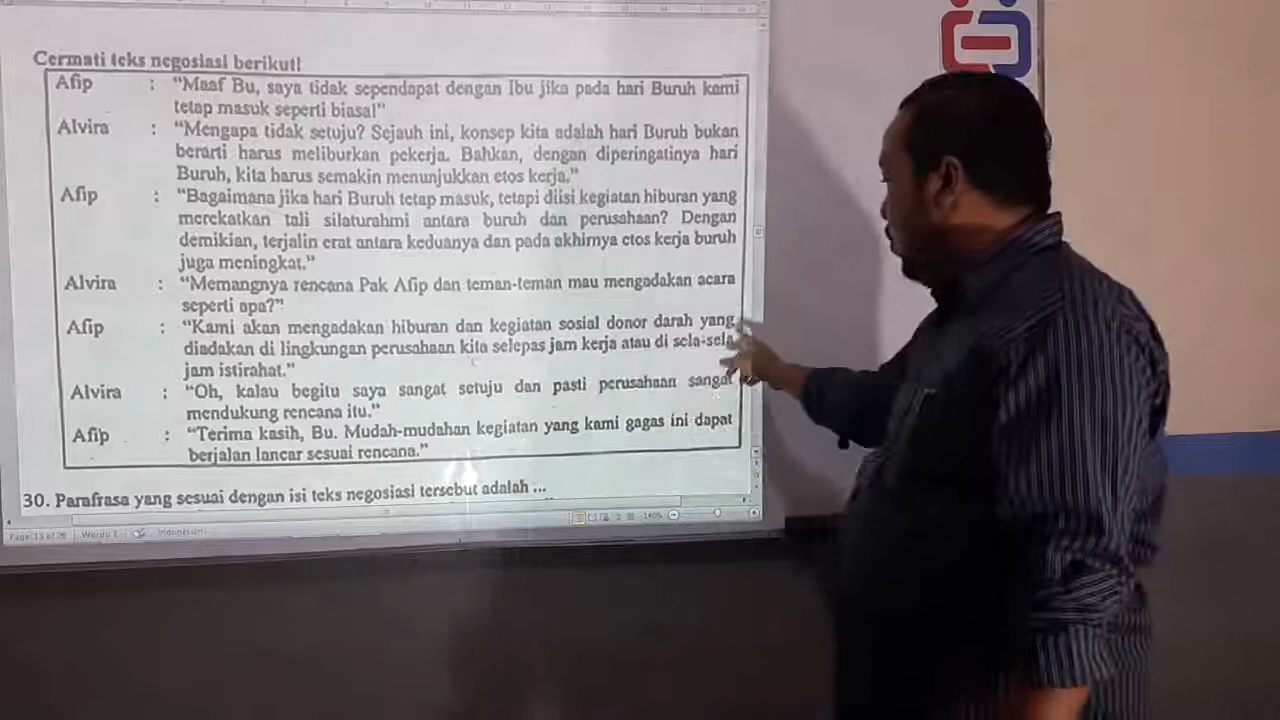 Cermati teks negosiasi berikut!
Afip : “Maaf Bu, saya tidak sependapat dengan Ibu jika pada hari Buruh kami
tetap masuk seperti biasa!”
Alvira : “Mengapa tidak setuju? Sejauh ini, konsep kita adalah hari Buruh bukan
berarti harus meliburkan pekerja. Bahkan, dengan diperingatinya hari
Buruh, kita harus semakin menunjukkan etos kerja.”
Afip : “Bagaimana jika hari Buruh tetap masuk, tetapi diisi kegiatan hiburan yang
merekatkan tali silaturahmi antara buruh dan perusahaan? Dengan
demikian, terjalin erat antara keduanya dan pada akhirnya etos kerja buruh
juga meningkat.”
Alvira : “Memangnya rencana Pak Afip dan teman-teman mau mengadakan acara
seperti apa?”
Afip : “Kami akan mengadakan hiburan dan kegiatan sosial donor darah yang
diadakan di lingkungan perusahaan kita selepas jam kerja atau di sela-sela
jam istirahat.”
Alvira : “Oh, kalau begitu saya sangat setuju dan pasti perusahaan sangat
mendukung rencana itu.”
Afip : “Terima kasih, Bu. Mudah-mudahan kegiatan yang kami gagas ini dapat
berjalan lancar sesuai rencana.”
30. Parafrasa yang sesuai dengan isi teks negosiasi tersebut adalah ...
Page: 13 of Words: Indonesian 140%